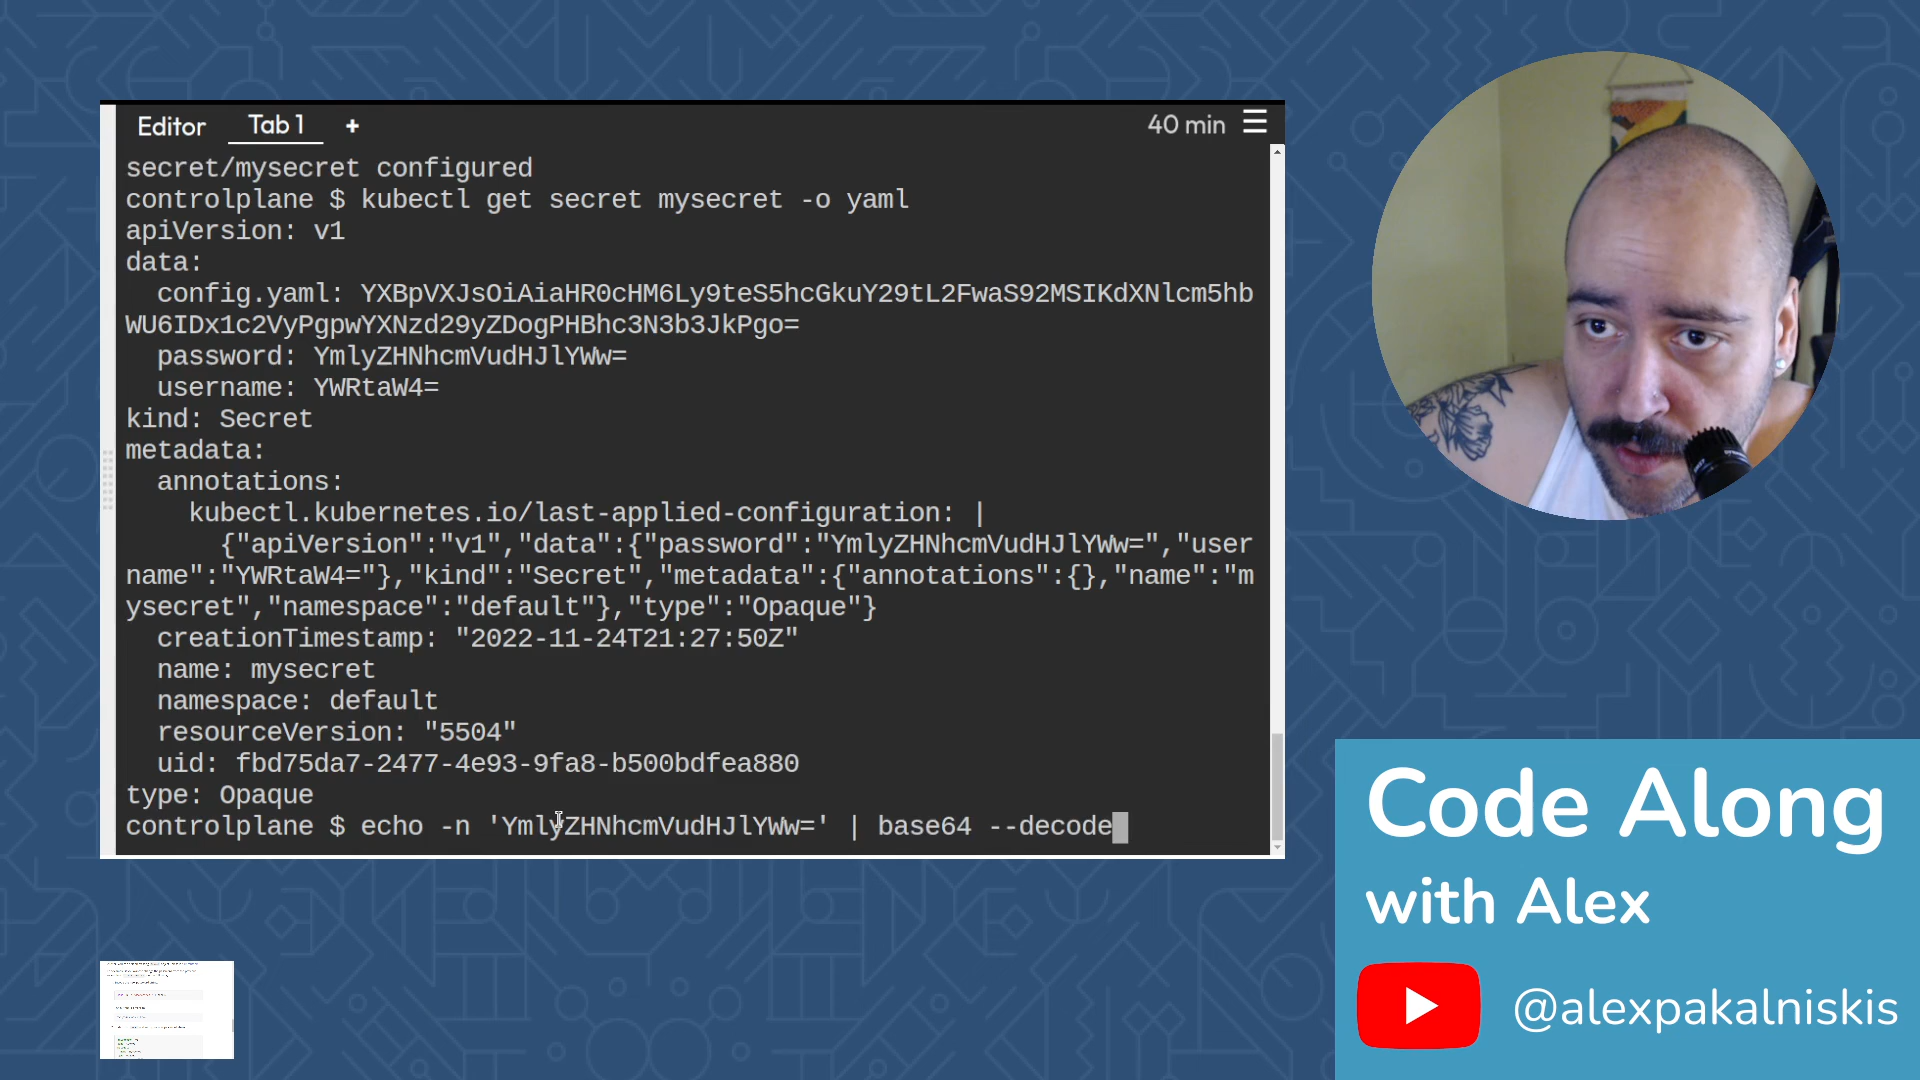 Editor Tab 1 + 40 min
secret/mysecret configured
controlplane $ kubectl get secret mysecret -o yaml
apiVersion: v1
data:
config.yaml: YXBpVXJsOiAiaHR0cHM6Ly9teS5hcGkuY29tL2FwaS92MSIKdXNlcm5hb
WU6IDx1c2VyPgpwYXNzd29yZDogPHBhc3N3b3JkPgo=
password: YmlyZHNhcmVudHJlYWw=
username: YWRtaW4=
kind: Secret
metadata:
annotations:
kubectl.kubernetes.io/last-applied-configuration: |
{"apiVersion":"v1","data":{"password":"YmlyZHNhcmVudHJlYWw=","user
name":"YWRtaW4="},"kind":"Secret","metadata":{"annotations":{},"name":"m
ysecret","namespace":"default"},"type":"Opaque"}
creationTimestamp: "2022-11-24T21:27:50Z"
name: mysecret
namespace: default
resourceVersion: "5504"
uid: fbd75da7-2477-4e93-9fa8-b500bdfea880
type: Opaque
controlplane $ echo -n 'YmlyZHNhcmVudHJlYWw=' | base64 --decode
Code Along
with Alex
@alexpakalniskis